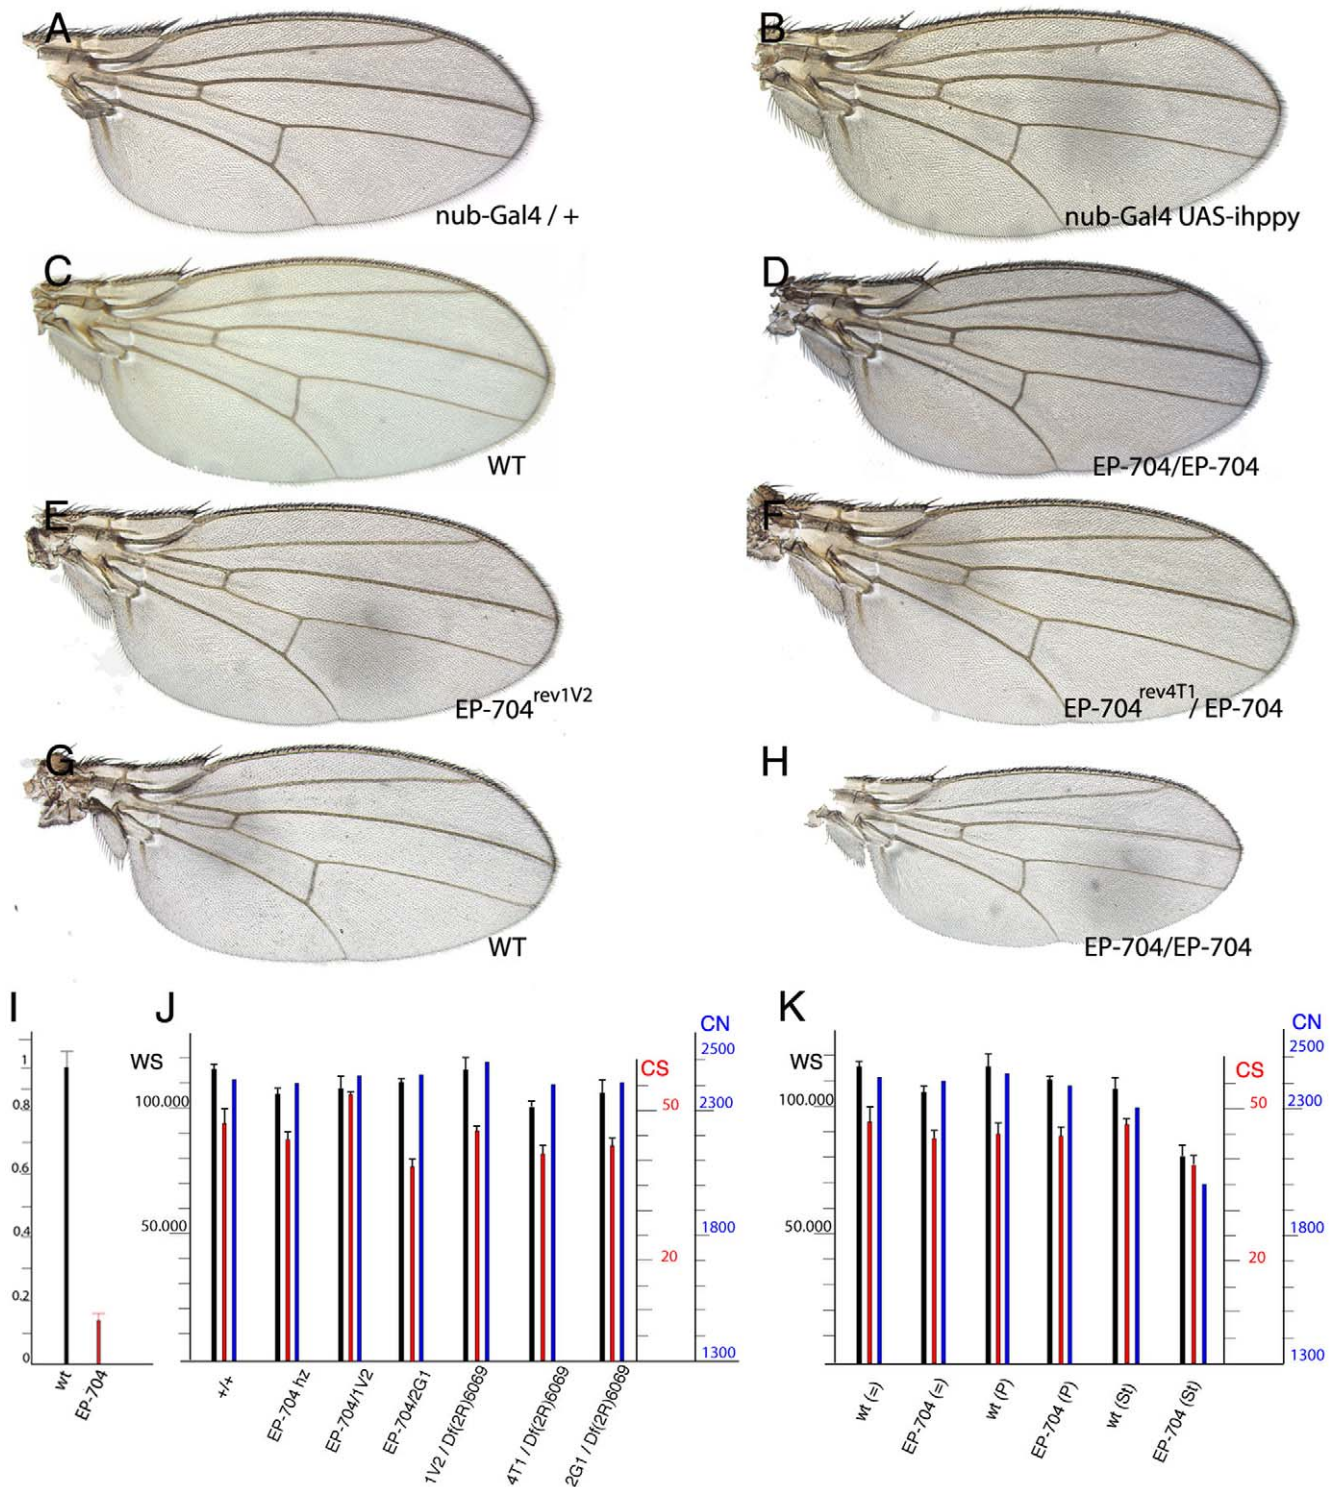 A
B
nub-Gal4 / +
nub-Gal4 UAS-ihppy
C
D
WT
EP-704/EP-704
E
F
EP-704rev1V2
EP-704rev4T1/ EP-704
G
H
WT
EP-704/EP-704
I
J
K
1
0.8
0.6
0.4
0.2
0
wt
EP-704
WS
100.000
50.000
CS
50
20
CN
2500
2300
1800
1300
+/+
EP-704 hz
EP-704/1V2
EP-704/2G1
1V2 / Df(2R)6069
4T1 / Df(2R)6069
2G1 / Df(2R)6069
WS
100.000
50.000
CS
50
20
CN
2500
2300
1800
1300
wt (=)
EP-704 (=)
wt (P)
EP-704 (P)
wt (St)
EP-704 (St)